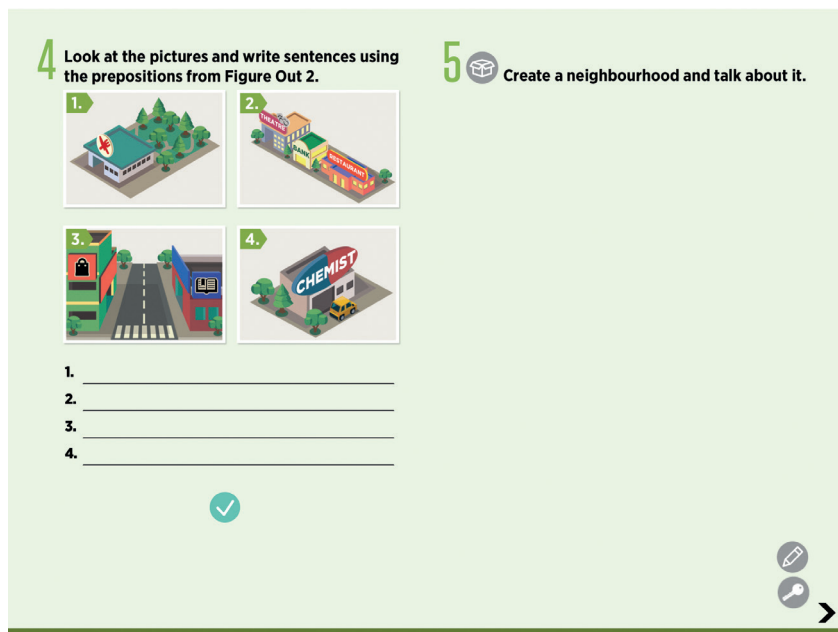 4 Look at the pictures and write sentences using
the prepositions from Figure Out 2.
1.
2.
THEATRE
BANK
RESTAURANT
3.
4.
CHEMIST
1.
2.
3.
4.
5 Create a neighbourhood and talk about it.